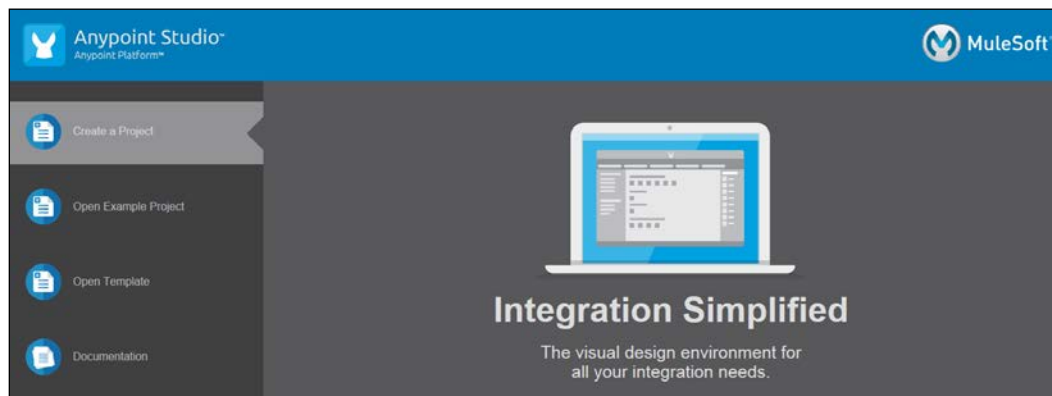 Anypoint Studio™
Anypoint Platform™
MuleSoft
Create a Project
Open Example Project
Open Template
Documentation
Integration Simplified
The visual design environment for
all your integration needs.